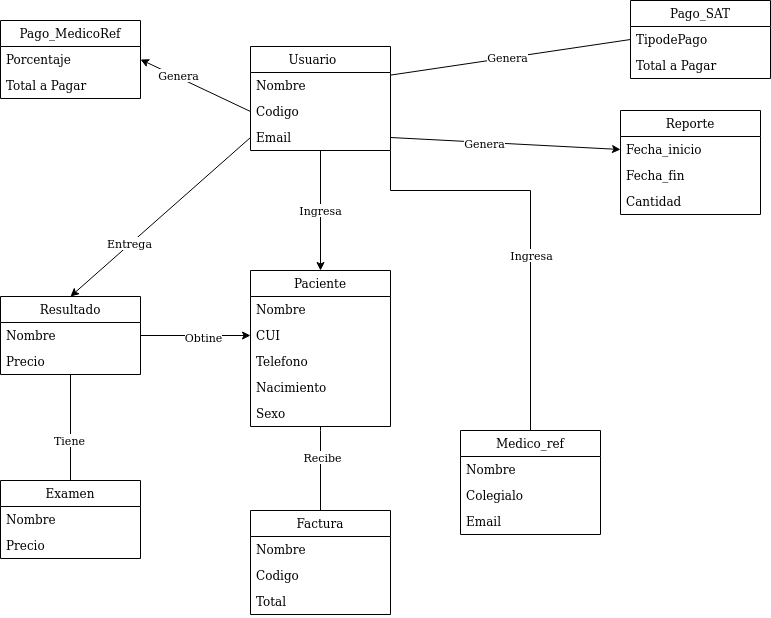 Pago_MedicoRef
Porcentaje
Total a Pagar
Genera
Usuario
Nombre
Codigo
Email
Genera
Pago_SAT
TipodePago
Total a Pagar
Genera
Reporte
Fecha_inicio
Fecha_fin
Cantidad
Entrega
Ingresa
Ingresa
Resultado
Nombre
Precio
Obtine
Paciente
Nombre
CUI
Telefono
Nacimiento
Sexo
Tiene
Recibe
Medico_ref
Nombre
Colegialo
Email
Examen
Nombre
Precio
Factura
Nombre
Codigo
Total